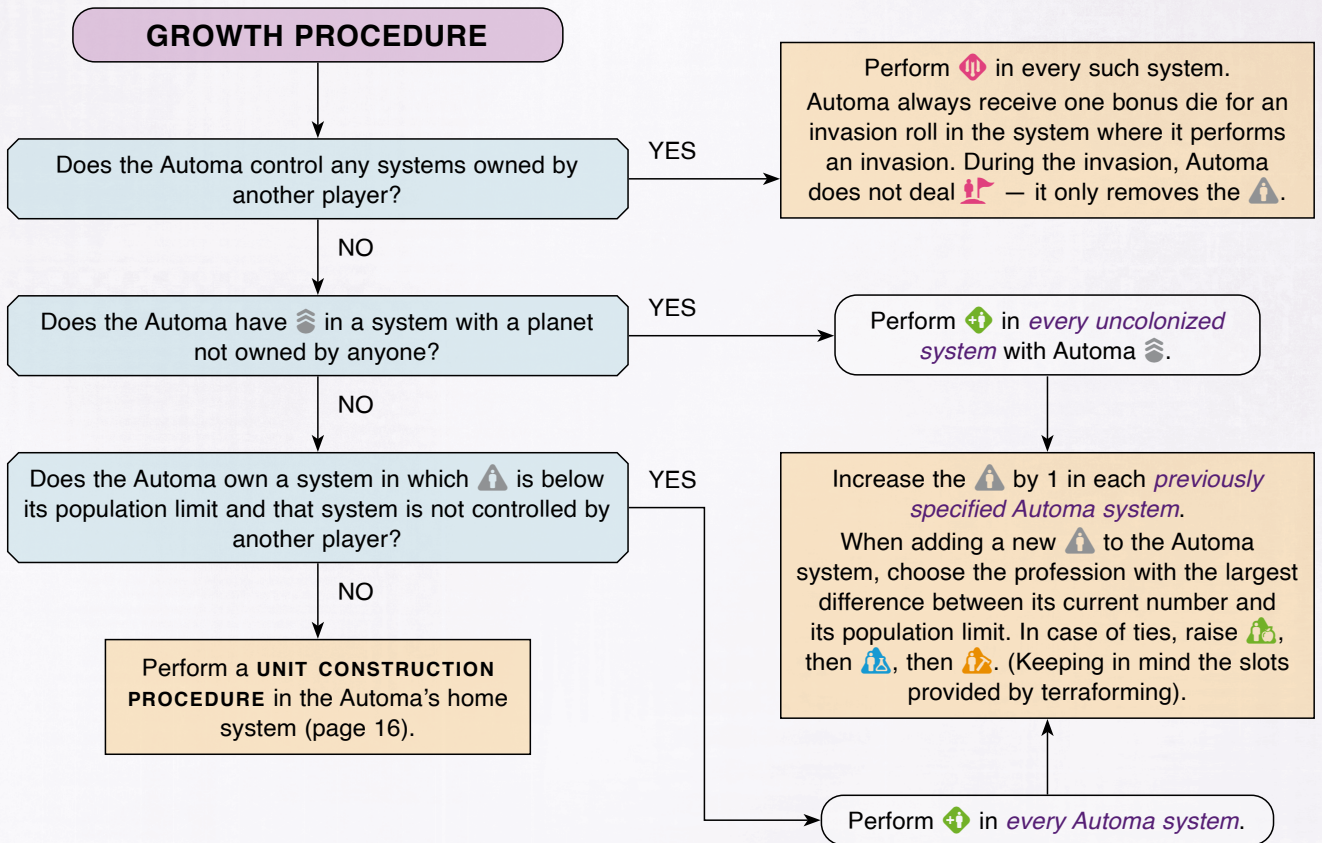 GROWTH PROCEDURE
Does the Automa control any systems owned by
another player?
YES
Perform in every such system.
Automa always receive one bonus die for an
invasion roll in the system where it performs
an invasion. During the invasion, Automa
does not deal — it only removes the .
NO
Does the Automa have in a system with a planet
not owned by anyone?
YES
Perform in every uncolonized
system with Automa .
NO
Does the Automa own a system in which is below
its population limit and that system is not controlled by
another player?
YES
Increase the by 1 in each previously
specified Automa system.
When adding a new to the Automa
system, choose the profession with the largest
difference between its current number and
its population limit. In case of ties, raise ,
then , then . (Keeping in mind the slots
provided by terraforming).
NO
Perform a UNIT CONSTRUCTION
PROCEDURE in the Automa's home
system (page 16).
Perform in every Automa system.